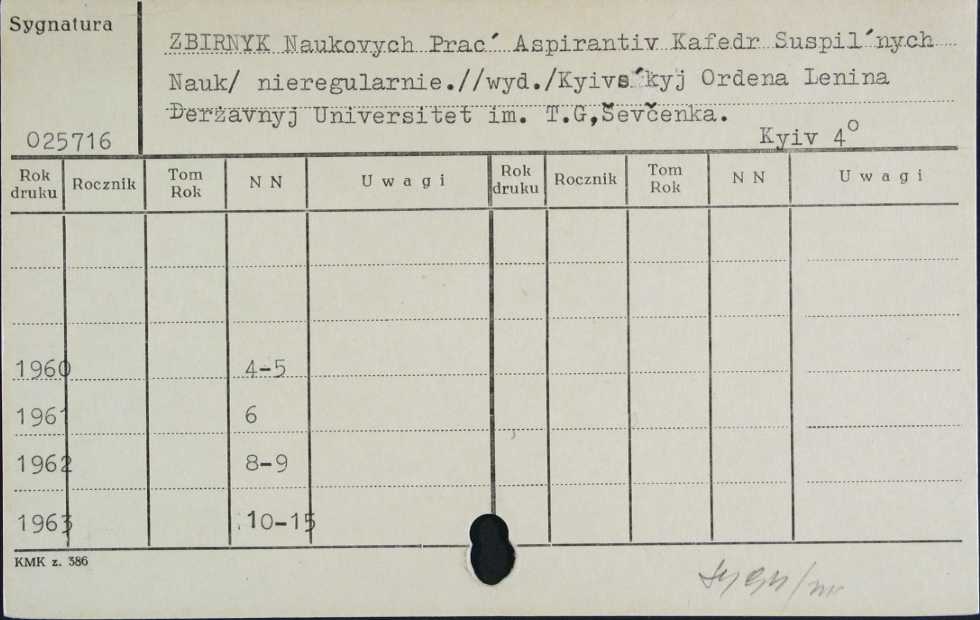 Sygnatura
ZBIRNYK Naukovych Prac´ Aspirantiv Kafedr Suspil´nych
Nauk/ nieregularnie.//wyd./Kyivs´kyj Ordena Lenina
Deržavnyj Universitet im. T.G,Ševčenka.
025716
Kyiv 4°
Rok druku Rocznik Tom Rok N N Uwagi Rok druku Rocznik Tom Rok N N Uwagi
1960 4-5
1961 6
1962 8-9
1963 10-15
KMK z. 386